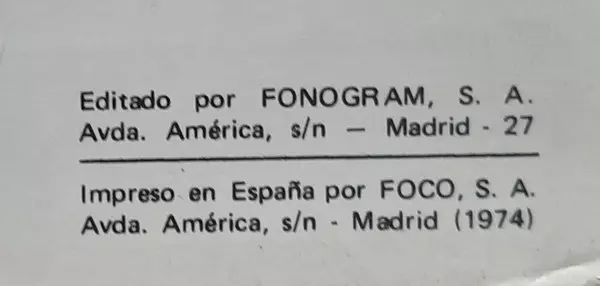 Editado por FONOGRAM, S. A.
Avda. América, s/n — Madrid - 27
Impreso en España por FOCO, S. A.
Avda. América, s/n - Madrid (1974)